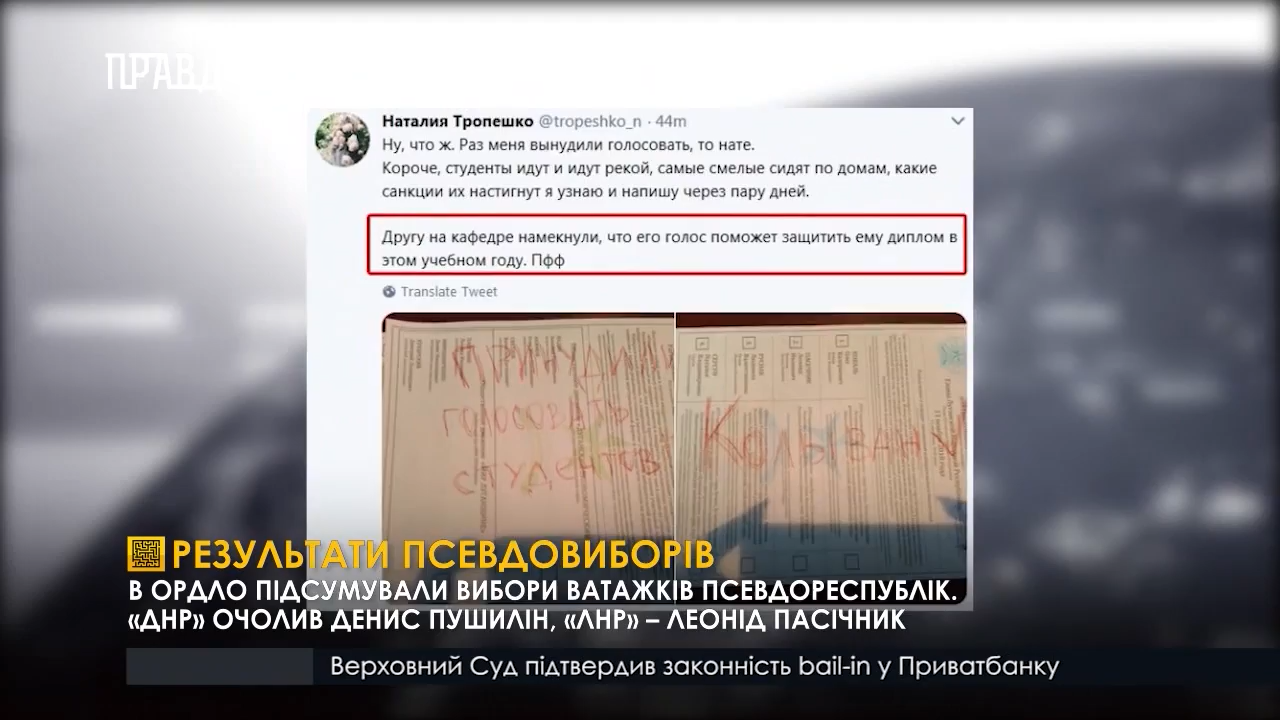 ПРАВД
Наталия Тропешко @tropeshko_n · 44m
Ну, что ж. Раз меня вынудили голосовать, то нате.
Короче, студенты идут и идут рекой, самые смелые сидят по домам, какие
санкции их настигнут я узнаю и напишу через пару дней.
Другу на кафедре намекнули, что его голос поможет защитить ему диплом в
этом учебном году. Пфф
Translate Tweet
ПРИНУДИЛИ
ГОЛОСОВАТЬ
СТУДЕНТОВ
КОЛЫВАНУ
РЕЗУЛЬТАТИ ПСЕВДОВИБОРІВ
В ОРДЛО ПІДСУМУВАЛИ ВИБОРИ ВАТАЖКІВ ПСЕВДОРЕСПУБЛІК.
«ДНР» ОЧОЛИВ ДЕНИС ПУШИЛІН, «ЛНР» – ЛЕОНІД ПАСІЧНИК
Верховний Суд підтвердив законність bail-in у Приватбанку